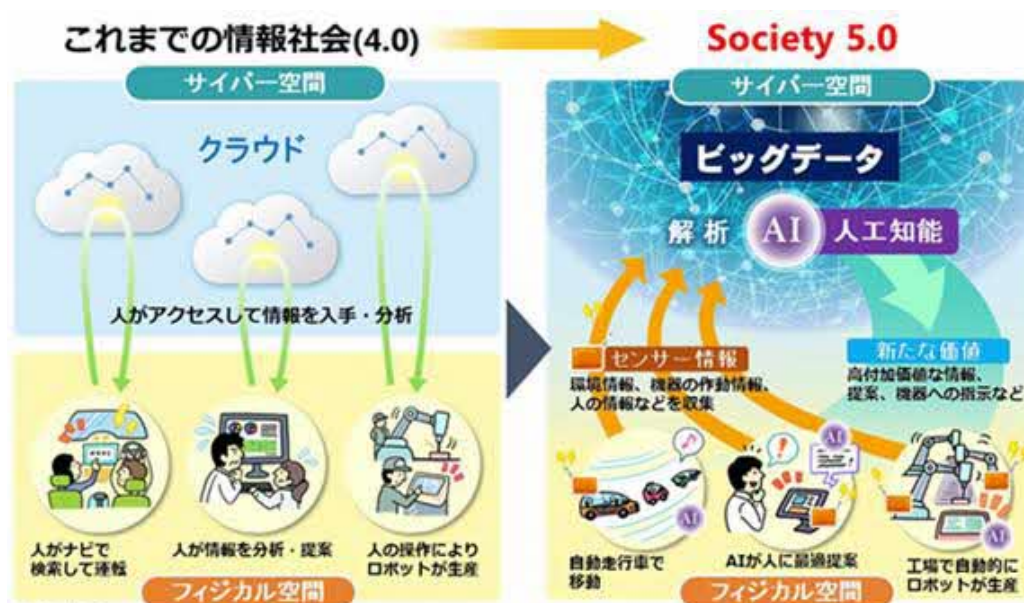 これまでの情報社会(4.0)
Society 5.0
サイバー空間
クラウド
人がアクセスして情報を入手・分析
人がナビで
検索して運転
人が情報を分析・提案
人の操作により
ロボットが生産
フィジカル空間
サイバー空間
ビッグデータ
解析 AI 人工知能
センサー情報
環境情報、機器の作動情報、
人の情報などを収集
新たな価値
高付加価値な情報、
提案、機器への指示など
AI
AI
AI
自動走行車で
移動
AIが人に最適提案
工場で自動的に
ロボットが生産
フィジカル空間